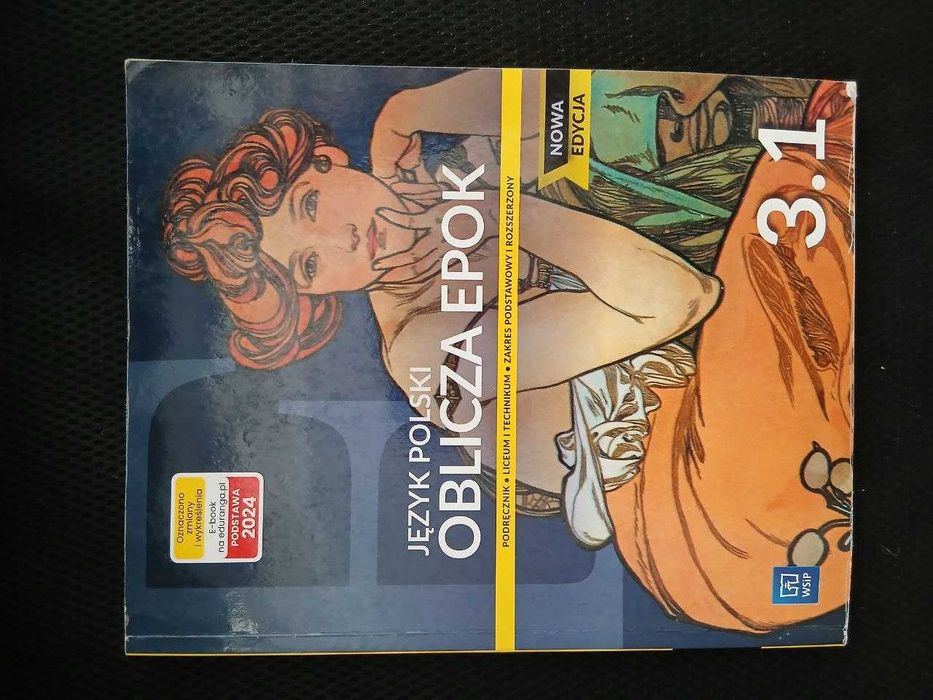 Oznaczono
zmiany
i wykreślenia
E-book
na eduranga.pl
PODSTAWA
2024
JĘZYK POLSKI
OBLICZA EPOK
PODRĘCZNIK • LICEUM I TECHNIKUM • ZAKRES PODSTAWOWY I ROZSZERZONY
NOWA
EDYCJA
3.1
WSiP